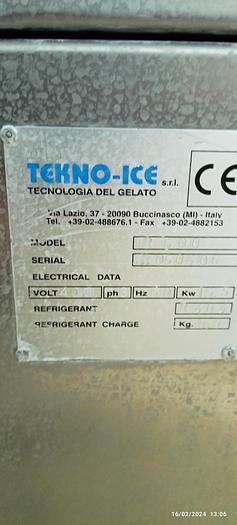 TEKNO-ICE s.r.l. CE
TECNOLOGIA DEL GELATO
Via Lazio, 37 - 20090 Buccinasco (MI) - Italy
Tel. +39-02-488676.1 - Fax +39-02-4882153
MODEL
SERIAL
ELECTRICAL DATA
VOLT ph Hz Kw
REFRIGERANT
REFRIGERANT CHARGE Kg.
16/02/2024 13:06